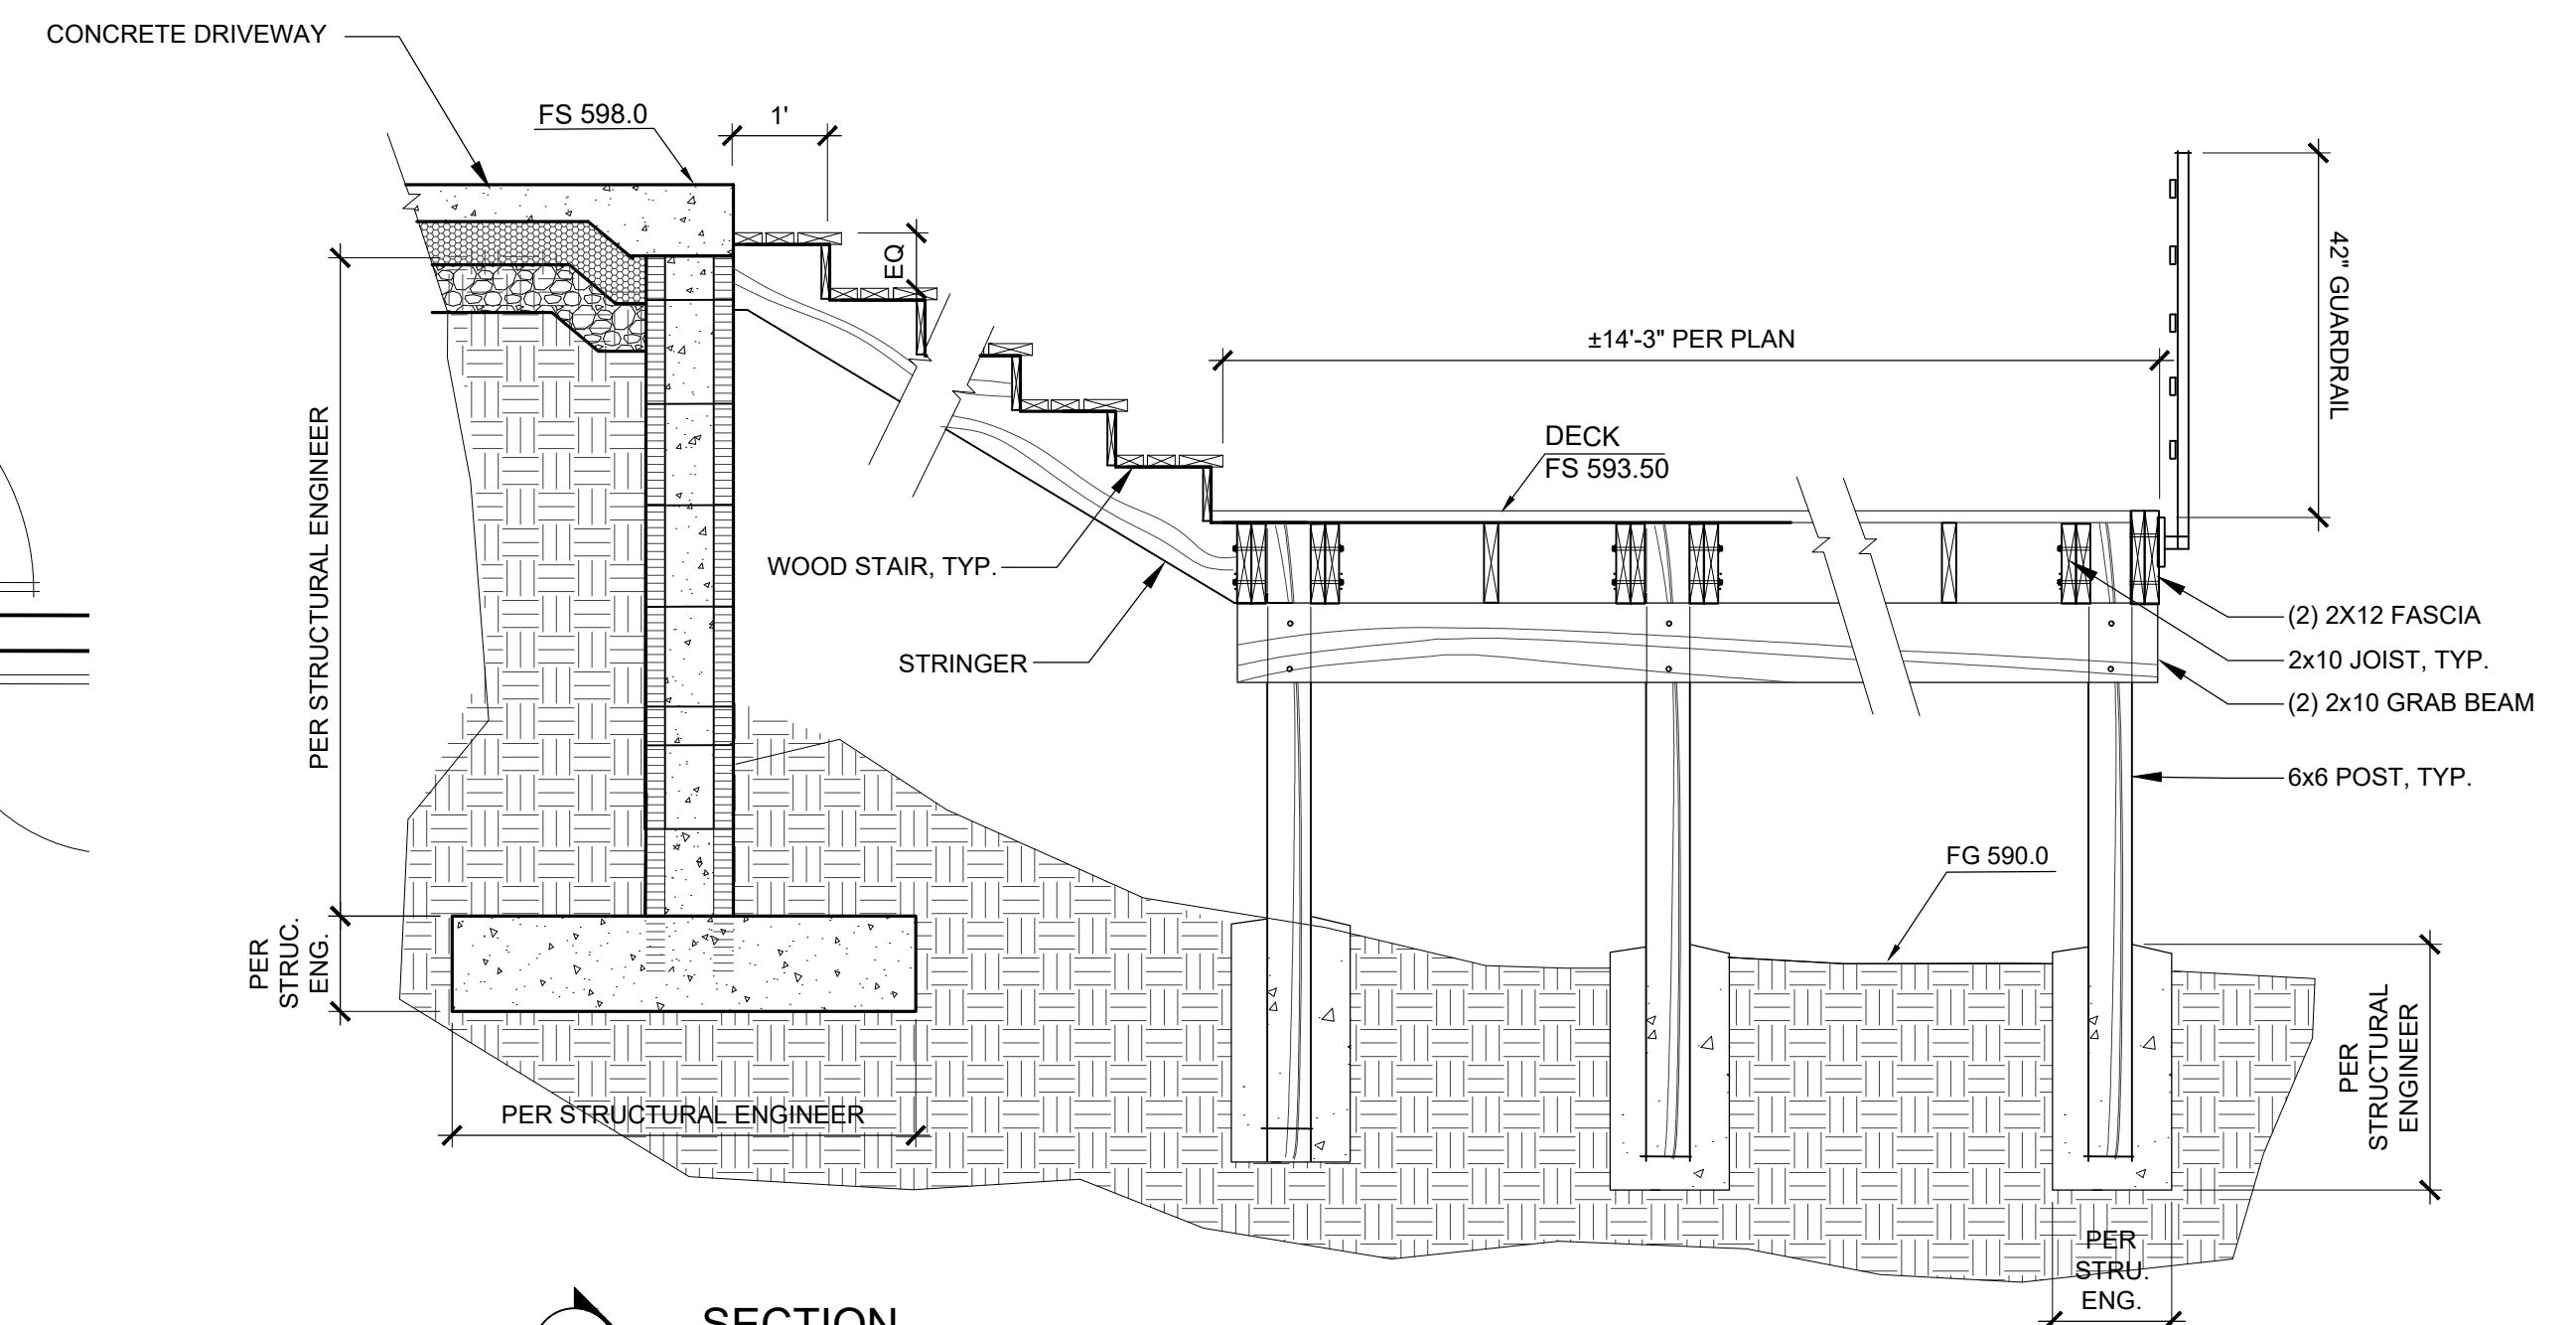 CONCRETE DRIVEWAY
FS 598.0
1'
EQ
±14'-3" PER PLAN
42" GUARDRAIL
DECK
FS 593.50
WOOD STAIR, TYP.
STRINGER
(2) 2X12 FASCIA
2x10 JOIST, TYP.
(2) 2x10 GRAB BEAM
6x6 POST, TYP.
FG 590.0
PER STRUCTURAL ENGINEER
PER
STRUC.
ENG.
PER STRUCTURAL ENGINEER
PER
STRUCTURAL
ENGINEER
PER
STRU.
ENG.
SECTION